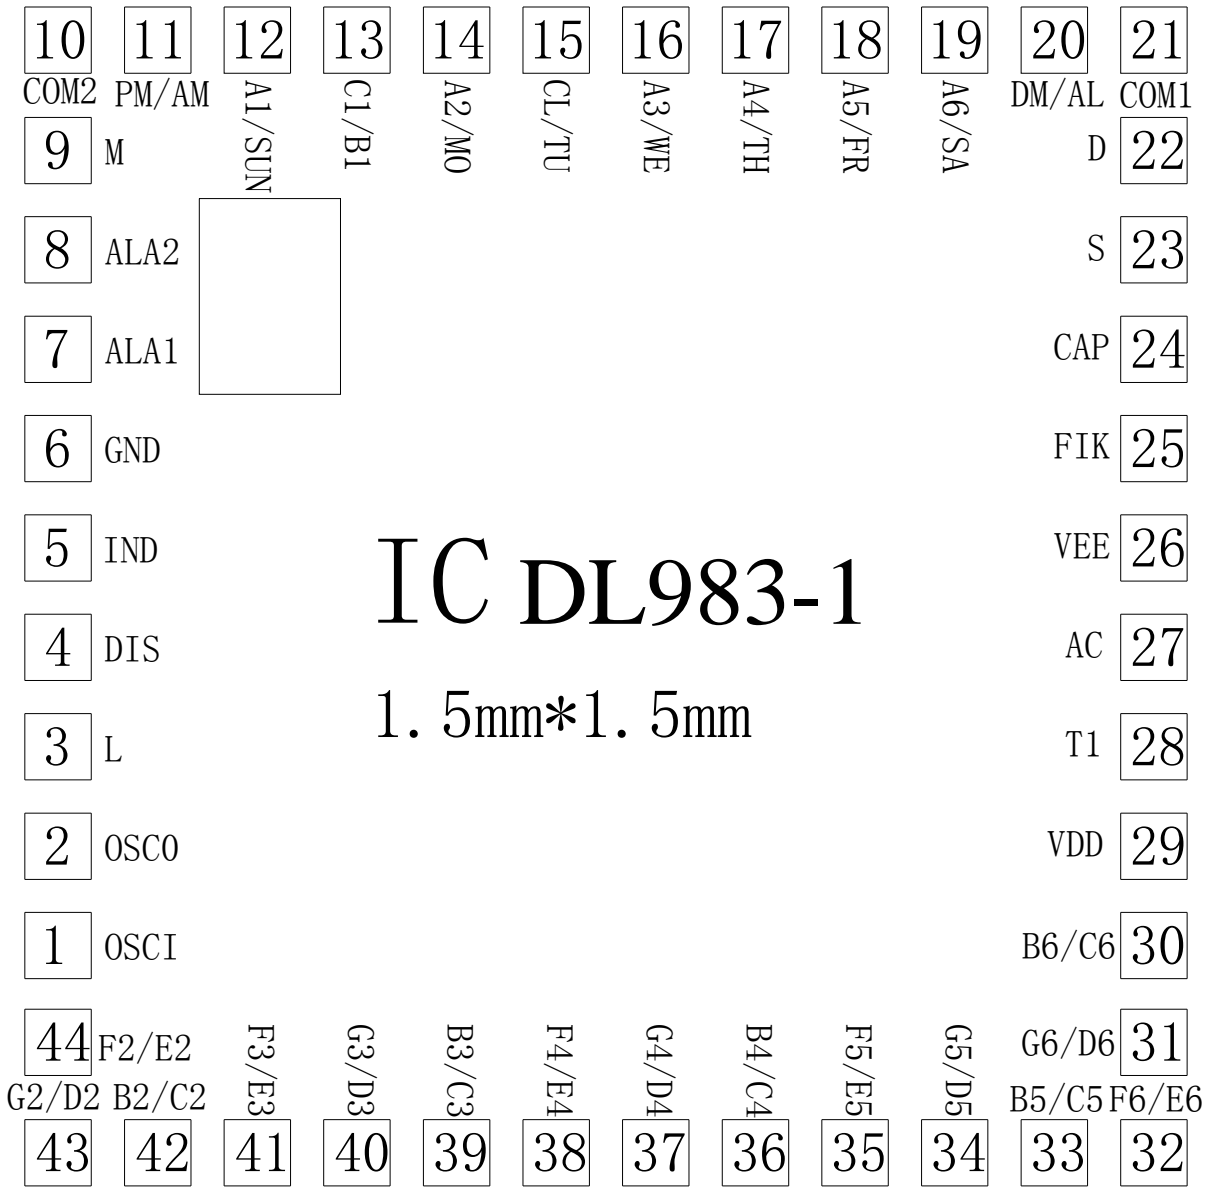 10 11 12 13 14 15 16 17 18 19 20 21
COM2 PM/AM A1/SUN C1/B1 A2/MO CL/TU A3/WE A4/TH A5/FR A6/SA DM/AL COM1
9 M D 22
8 ALA2 S 23
7 ALA1 CAP 24
6 GND FIK 25
5 IND VEE 26
IC DL983-1
4 DIS AC 27
1.5mm*1.5mm
3 L T1 28
2 OSCO VDD 29
1 OSCI B6/C6 30
44 F2/E2 F3/E3 G3/D3 B3/C3 F4/E4 G4/D4 B4/C4 F5/E5 G5/D5 G6/D6 31
G2/D2 B2/C2 B5/C5 F6/E6
43 42 41 40 39 38 37 36 35 34 33 32